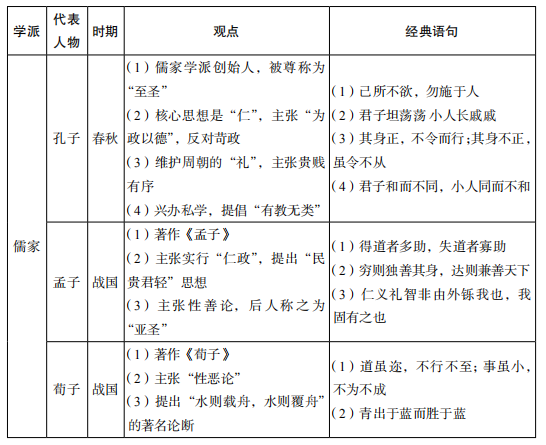 学派 代表人物 时期 观点 经典语句
儒家
孔子 春秋
(1)儒家学派创始人，被尊称为
“至圣”
(2)核心思想是“仁”，主张“为
政以德”，反对苛政
(3)维护周朝的“礼”，主张贵贱
有序
(4)兴办私学，提倡“有教无类”
(1)己所不欲，勿施于人
(2)君子坦荡荡 小人长戚戚
(3)其身正，不令而行；其身不正，
虽令不从
(4)君子和而不同，小人同而不和
孟子 战国
(1)著作《孟子》
(2)主张实行“仁政”，提出“民
贵君轻”思想
(3)主张性善论，后人称之为
“亚圣”
(1)得道者多助，失道者寡助
(2)穷则独善其身，达则兼善天下
(3)仁义礼智非由外铄我也，我
固有之也
荀子 战国
(1)著作《荀子》
(2)主张“性恶论”
(3)提出“水则载舟，水则覆舟”
的著名论断
(1)道虽迩，不行不至；事虽小，
不为不成
(2)青出于蓝而胜于蓝